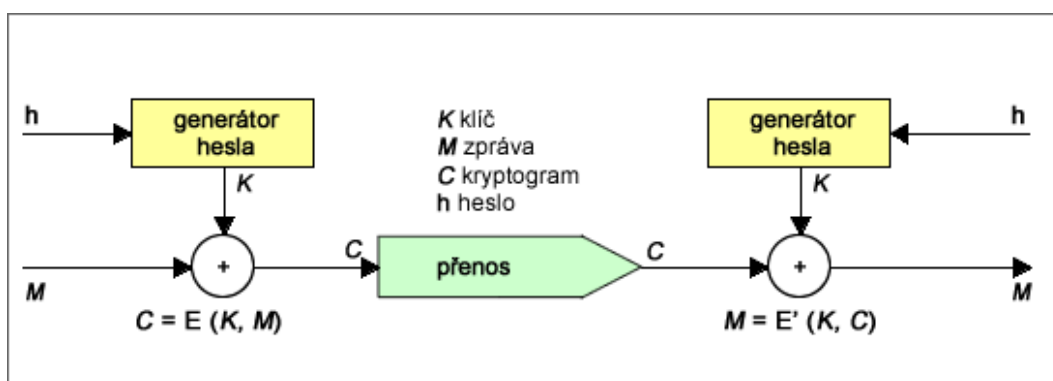 h
generátor
hesla
K
K klíč
M zpráva
C kryptogram
h heslo
generátor
hesla
K
h
M
+
C
přenos
C
+
M
C = E (K, M)
M = E' (K, C)